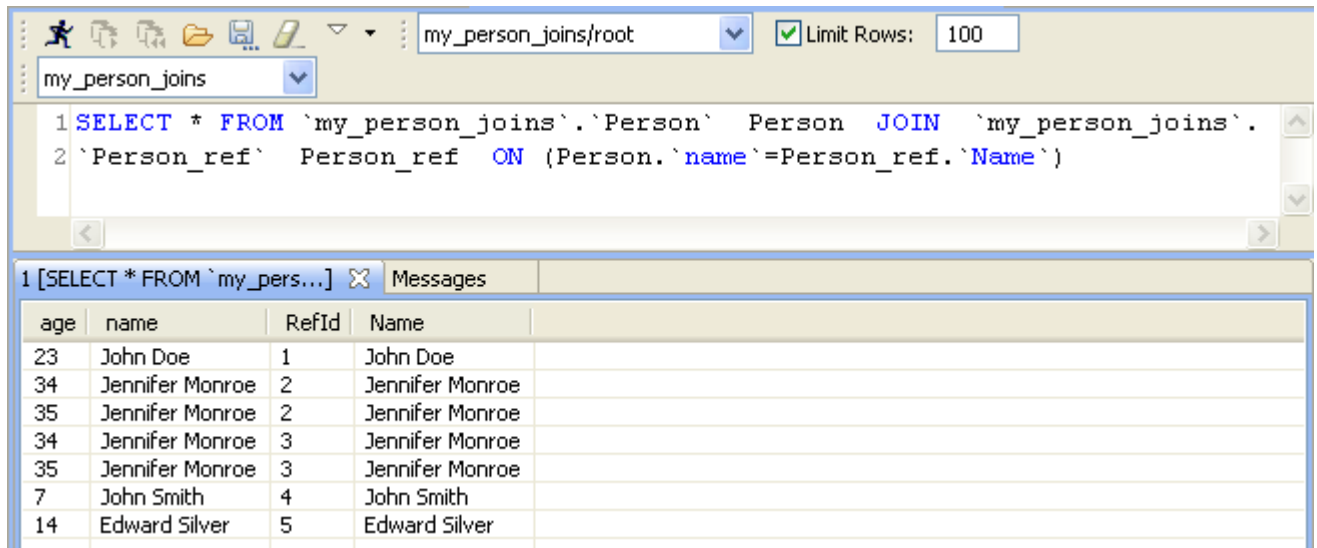 my_person_joins/root Limit Rows: 100
my_person_joins
1 SELECT * FROM `my_person_joins`.`Person` Person JOIN `my_person_joins`.
2 `Person_ref` Person_ref ON (Person.`name`=Person_ref.`Name`)
1 [SELECT * FROM `my_pers...] Messages
age name RefId Name
23 John Doe 1 John Doe
34 Jennifer Monroe 2 Jennifer Monroe
35 Jennifer Monroe 2 Jennifer Monroe
34 Jennifer Monroe 3 Jennifer Monroe
35 Jennifer Monroe 3 Jennifer Monroe
7 John Smith 4 John Smith
14 Edward Silver 5 Edward Silver